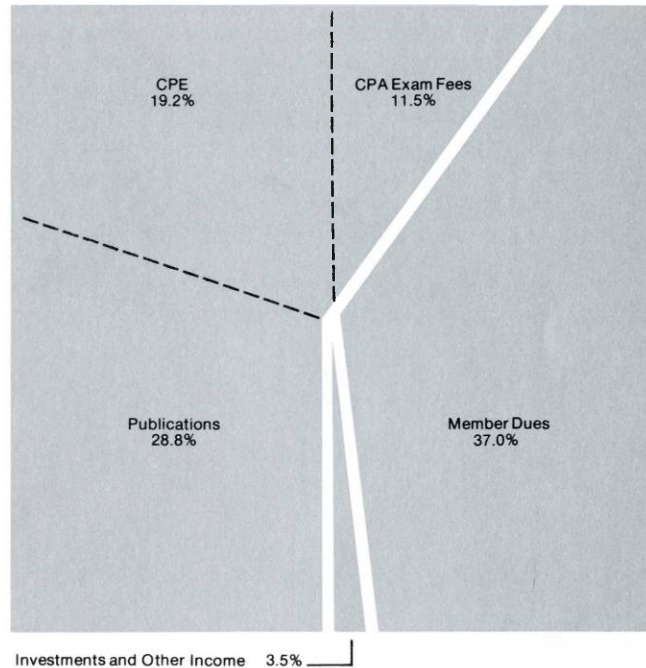 CPE
19.2%
CPA Exam Fees
11.5%
Publications
28.8%
Member Dues
37.0%
Investments and Other Income 3.5%